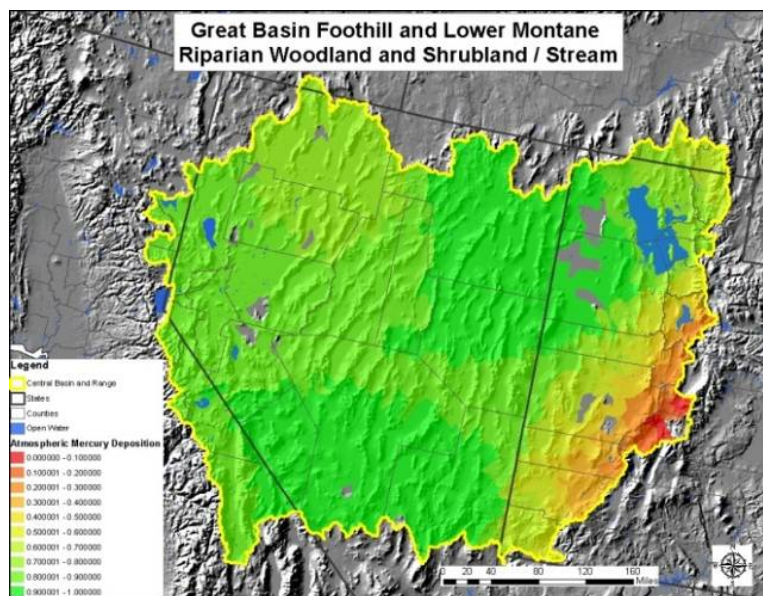 Great Basin Foothill and Lower Montane
Riparian Woodland and Shrubland / Stream
Legend
Central Basin and Range
States
Counties
Open Water
Atmospheric Mercury Deposition
0.000000 - 0.100000
0.100001 - 0.200000
0.200001 - 0.300000
0.300001 - 0.400000
0.400001 - 0.500000
0.500001 - 0.600000
0.600001 - 0.700000
0.700001 - 0.800000
0.800001 - 0.900000
0.900001 - 1.000000
0 20 40 80 120 160
Miles